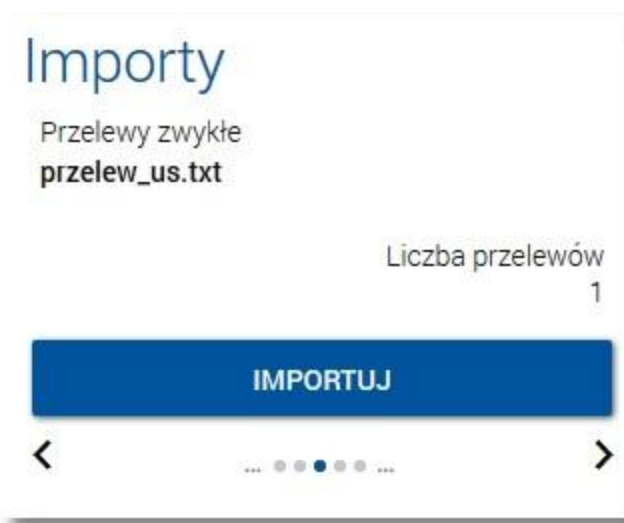 Importy
Przelewy zwykłe
przelew_us.txt
Liczba przelewów
1
IMPORTUJ
... ...